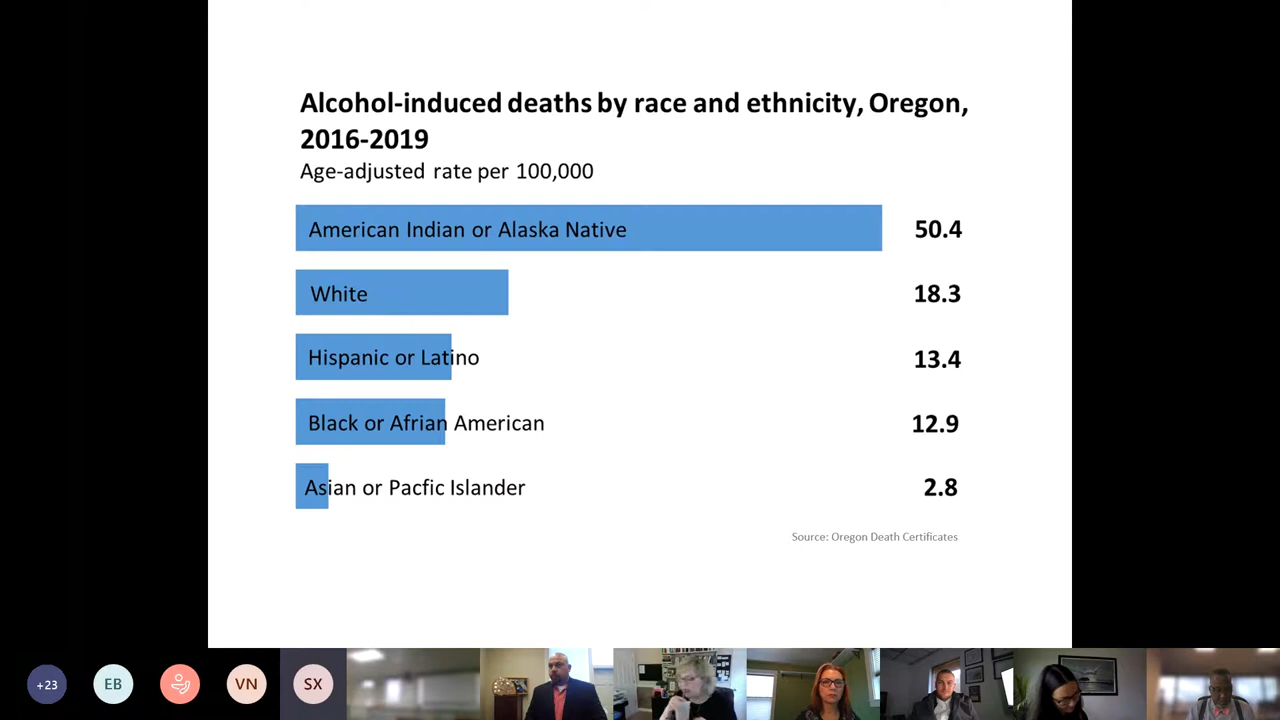 Alcohol-induced deaths by race and ethnicity, Oregon,
2016-2019
Age-adjusted rate per 100,000
American Indian or Alaska Native 50.4
White 18.3
Hispanic or Latino 13.4
Black or Afrian American 12.9
Asian or Pacfic Islander 2.8
Source: Oregon Death Certificates
+23 EB VN SX